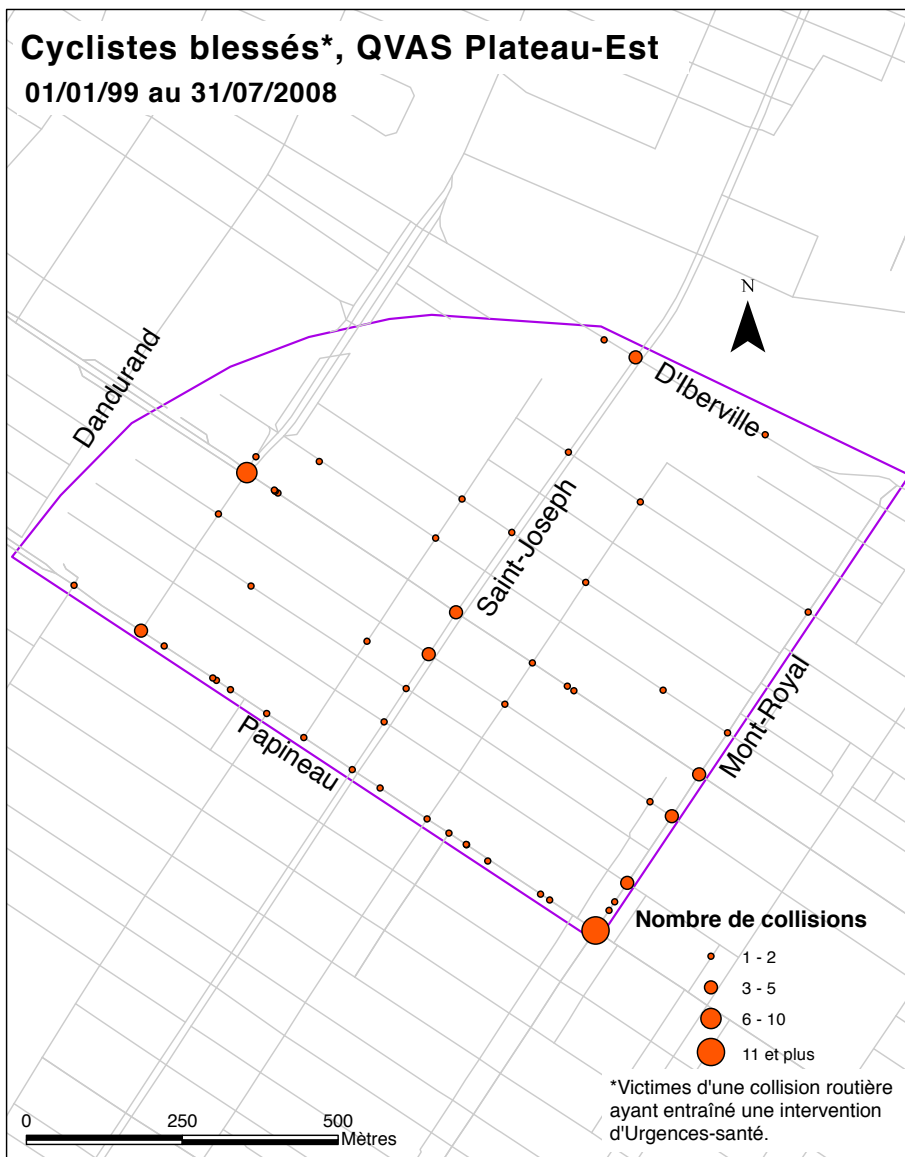 Cyclistes blessés*, QVAS Plateau-Est
01/01/99 au 31/07/2008
N
Dandurand
D'Iberville
Saint-Joseph
Mont-Royal
Papineau
Nombre de collisions
1 - 2
3 - 5
6 - 10
11 et plus
*Victimes d'une collision routière
ayant entraîné une intervention
d'Urgences-santé.
0 250 500
Mètres